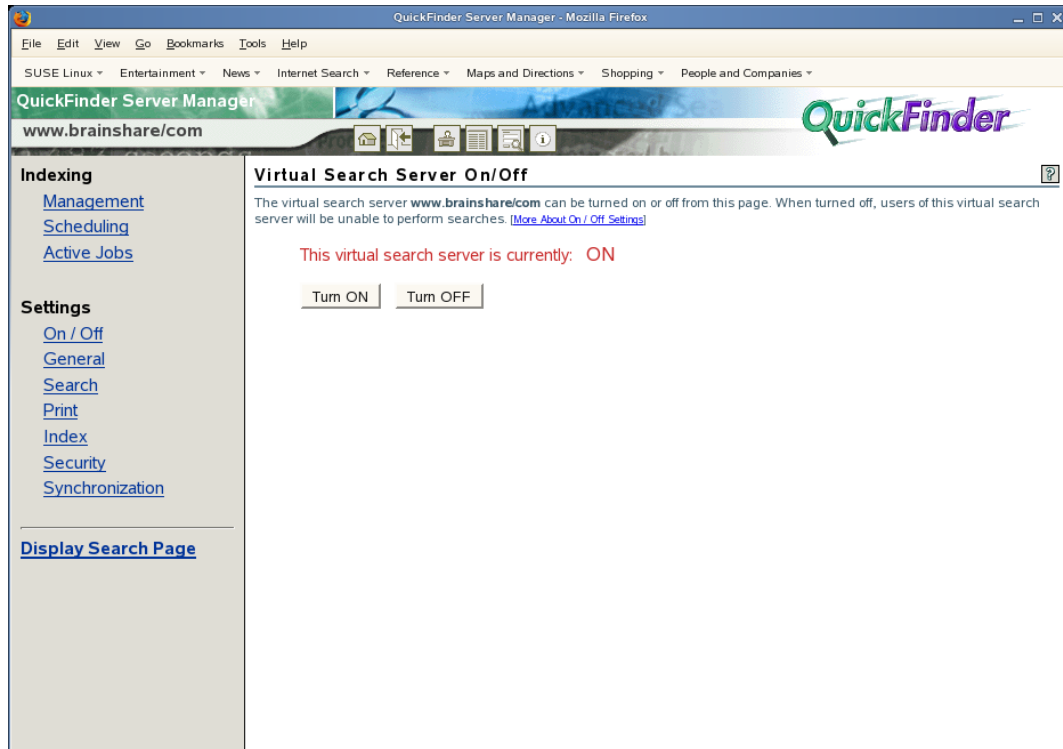 QuickFinder Server Manager - Mozilla Firefox
File Edit View Go Bookmarks Tools Help
SUSE Linux Entertainment News Internet Search Reference Maps and Directions Shopping People and Companies
QuickFinder Server Manager
Advanced Sea
QuickFinder
www.brainshare/com
Indexing
Management
Scheduling
Active Jobs
Settings
On / Off
General
Search
Print
Index
Security
Synchronization
Display Search Page
Virtual Search Server On/Off
The virtual search server www.brainshare/com can be turned on or off from this page. When turned off, users of this virtual search
server will be unable to perform searches. [More About On / Off Settings]
This virtual search server is currently: ON
Turn ON Turn OFF